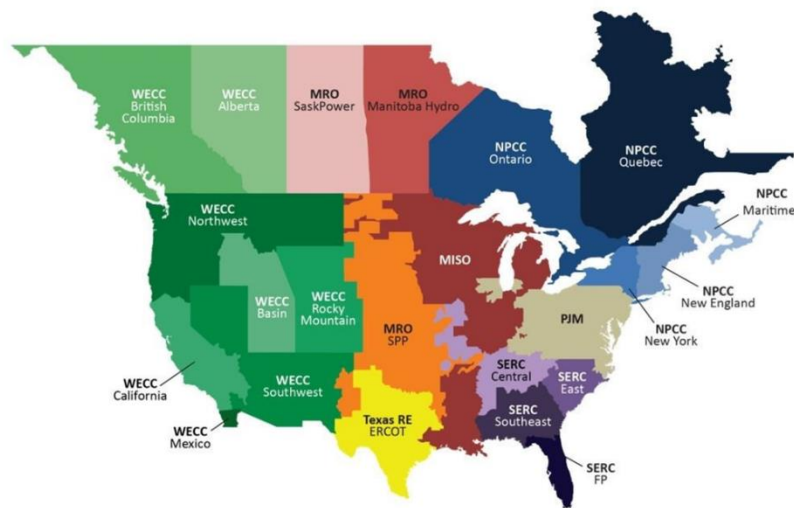 WECC
British
Columbia
WECC
Alberta
MRO
SaskPower
MRO
Manitoba Hydro
NPCC
Ontario
NPCC
Quebec
NPCC
Maritime
WECC
Northwest
MISO
NPCC
New England
WECC
Basin
WECC
Rocky
Mountain
MRO
SPP
PJM
NPCC
New York
WECC
California
WECC
Southwest
SERC
Central
SERC
East
WECC
Mexico
Texas RE
ERCOT
SERC
Southeast
SERC
FP